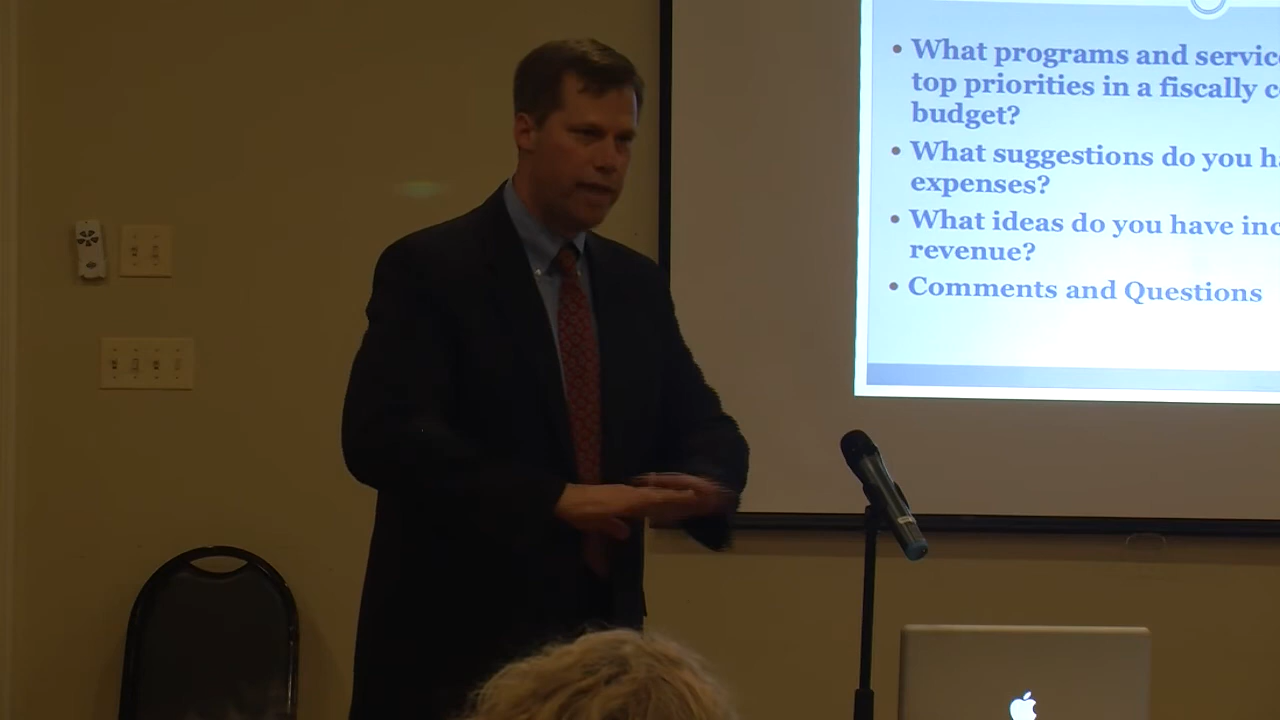 • What programs and servic
top priorities in a fiscally c
budget?
• What suggestions do you h
expenses?
• What ideas do you have inc
revenue?
• Comments and Questions